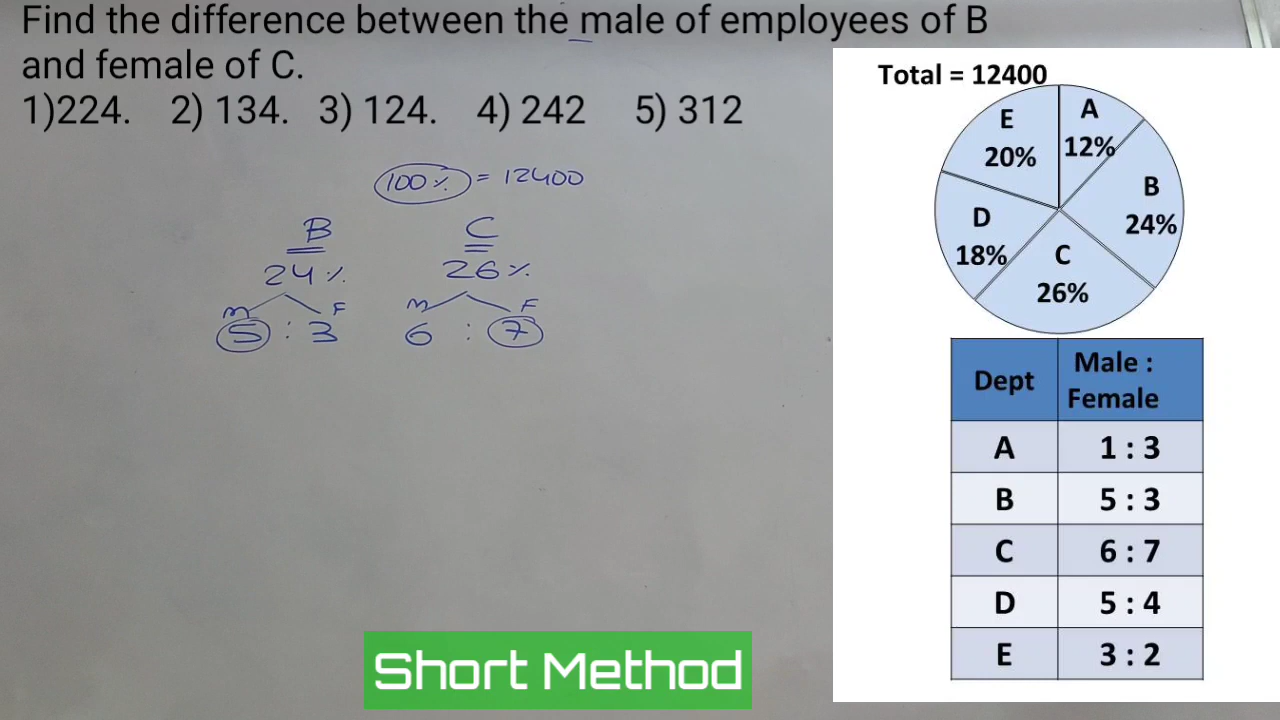 Find the difference between the male of employees of B
and female of C.
1)224. 2) 134. 3) 124. 4) 242 5) 312
100% = 12400
B C
24% 26%
M F M F
5 : 3 6 : 7
Short Method
Total = 12400
E A
20% 12%
B
24%
D
18%
C
26%
Dept Male :
Female
A 1 : 3
B 5 : 3
C 6 : 7
D 5 : 4
E 3 : 2